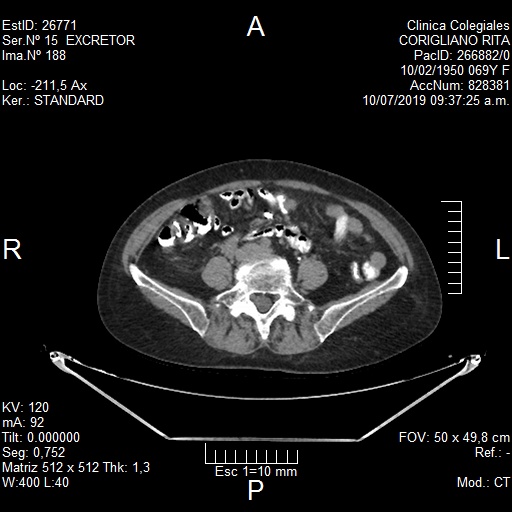 EstID: 26771
Ser.Nº 15 EXCRETOR
Ima.Nº 188
Loc: -211,5 Ax
Ker.: STANDARD
A
Clinica Colegiales
CORIGLIANO RITA
PacID: 266882/0
10/02/1950 069Y F
AccNum: 828381
10/07/2019 09:37:25 a.m.
R
L
KV: 120
mA: 92
Tilt: 0.000000
Seg: 0,752
Matriz 512 x 512 Thk: 1,3
W:400 L:40
Esc 1=10 mm
P
FOV: 50 x 49,8 cm
Ref.: -
Mod.: CT